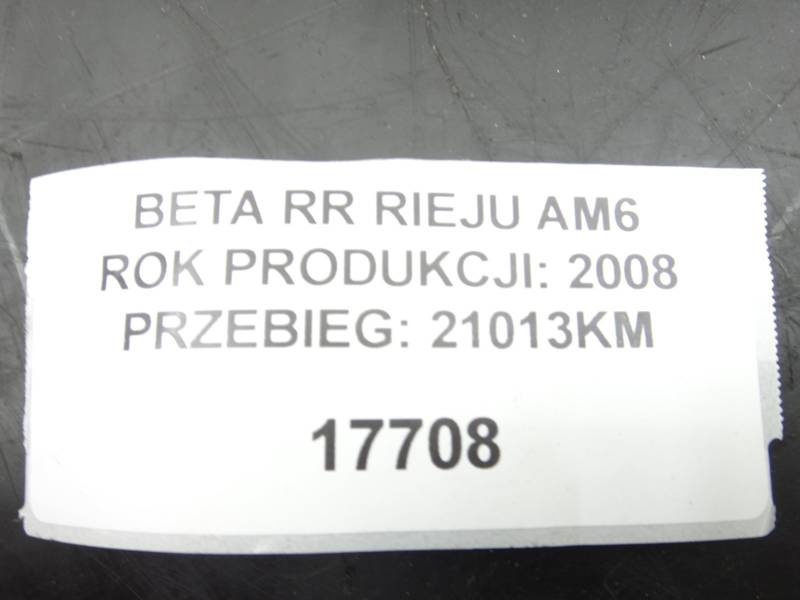 BETA RR RIEJU AM6
ROK PRODUKCJI: 2008
PRZEBIEG: 21013KM
17708